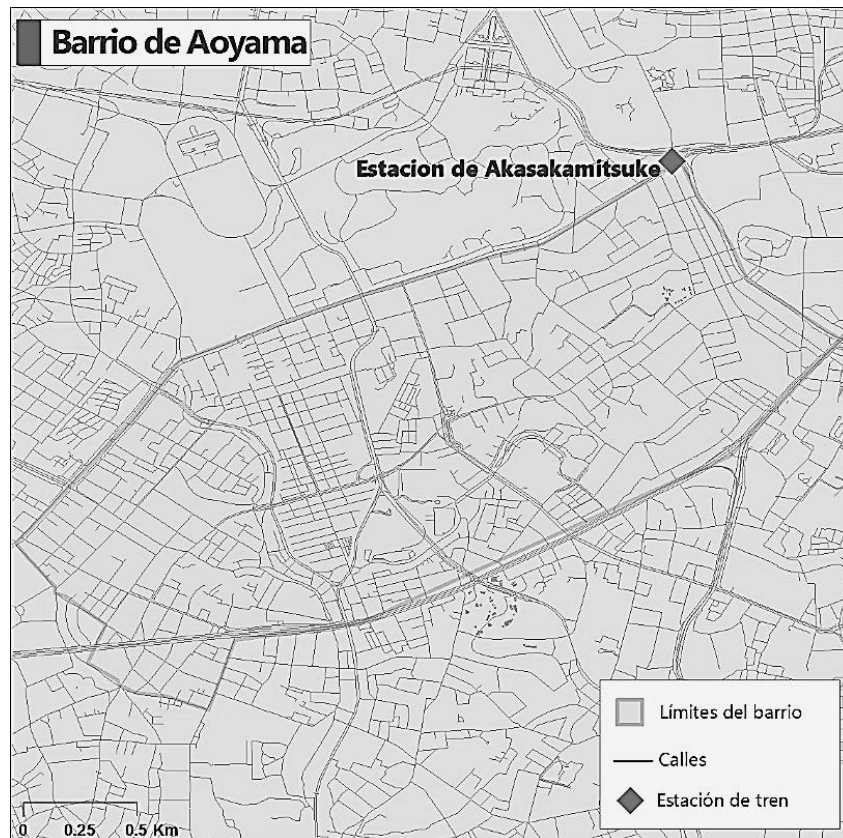 Barrio de Aoyama
Estacion de Akasakamitsuke
Límites del barrio
Calles
Estación de tren
0 0.25 0.5 Km